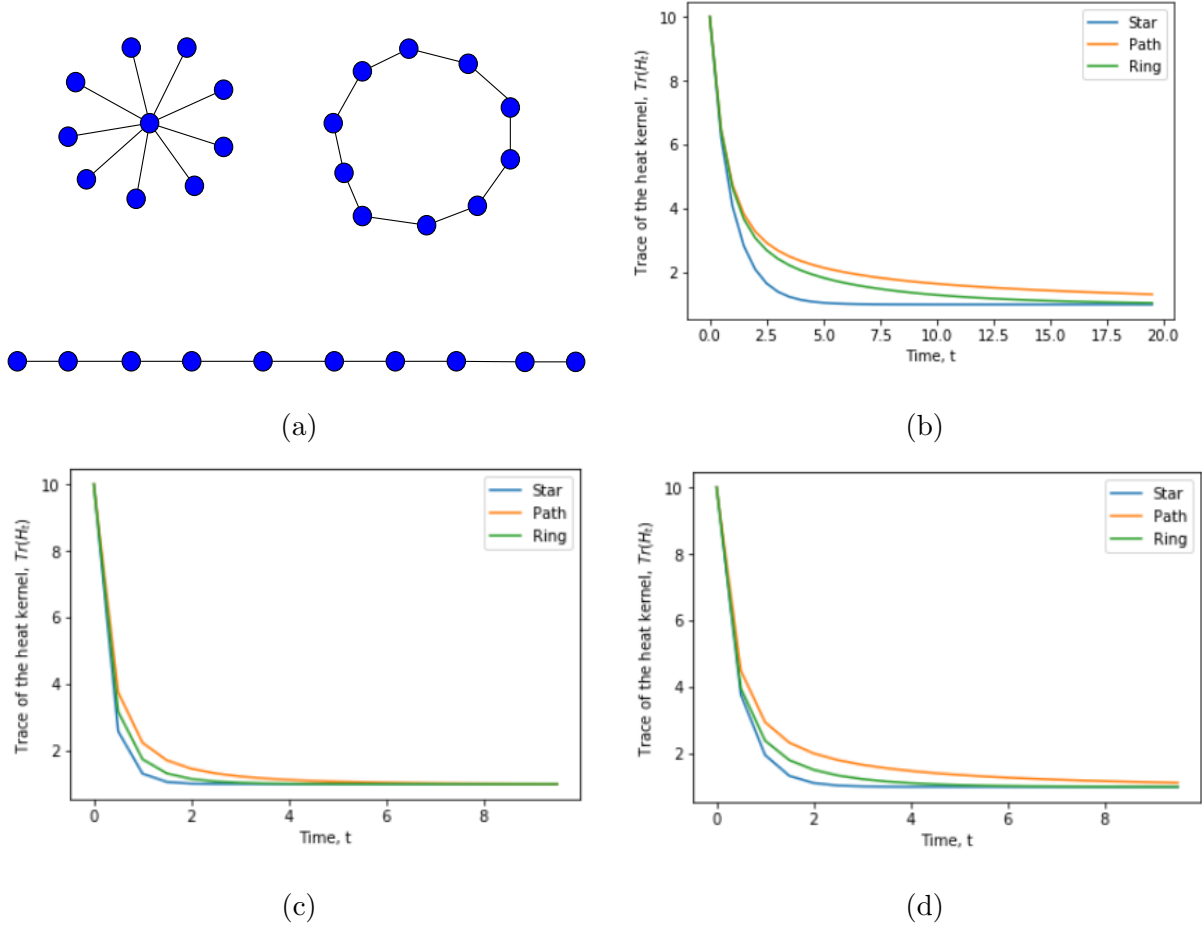 10
8
6
4
2
Trace of the heat kernel, Tr(Ht
Star
Path
Ring
0.0 2.5 5.0 7.5 10.0 12.5 15.0 17.5 20.0
Time, t
(a)
(b)
10
8
6
4
2
Trace of the heat kernel, Tr(Ht)
Star
Path
Ring
0 2 4 6 8
Time, t
(c)
10
8
6
4
2
Trace of the heat kernel, Tr(Ht)
Star
Path
Ring
0 2 4 6 8
Time, t
(d)